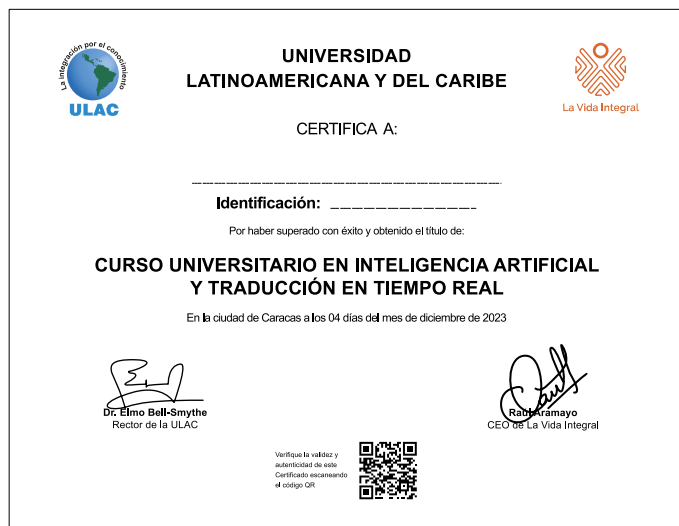 La integración por el conocimiento
ULAC
UNIVERSIDAD
LATINOAMERICANA Y DEL CARIBE
La Vida Integral
CERTIFICA A:
Identificación:
Por haber superado con éxito y obtenido el título de:
CURSO UNIVERSITARIO EN INTELIGENCIA ARTIFICIAL
Y TRADUCCIÓN EN TIEMPO REAL
En la ciudad de Caracas a los 04 días del mes de diciembre de 2023
Dr. Elmo Bell-Smythe
Rector de la ULAC
Raúl Aramayo
CEO de La Vida Integral
Verifique la validez y
autenticidad de este
Certificado escaneando
el código QR